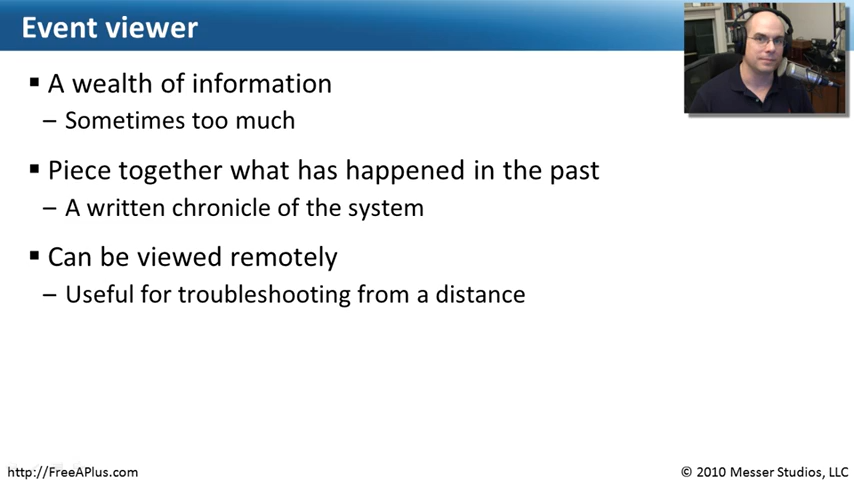 Event viewer
▪ A wealth of information
– Sometimes too much
▪ Piece together what has happened in the past
– A written chronicle of the system
▪ Can be viewed remotely
– Useful for troubleshooting from a distance
http://FreeAPlus.com
© 2010 Messer Studios, LLC